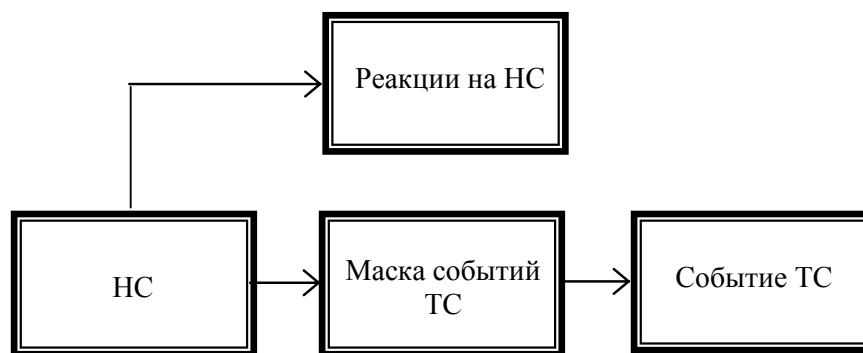 Реакции на НС
НС
Маска событий
ТС
Событие ТС